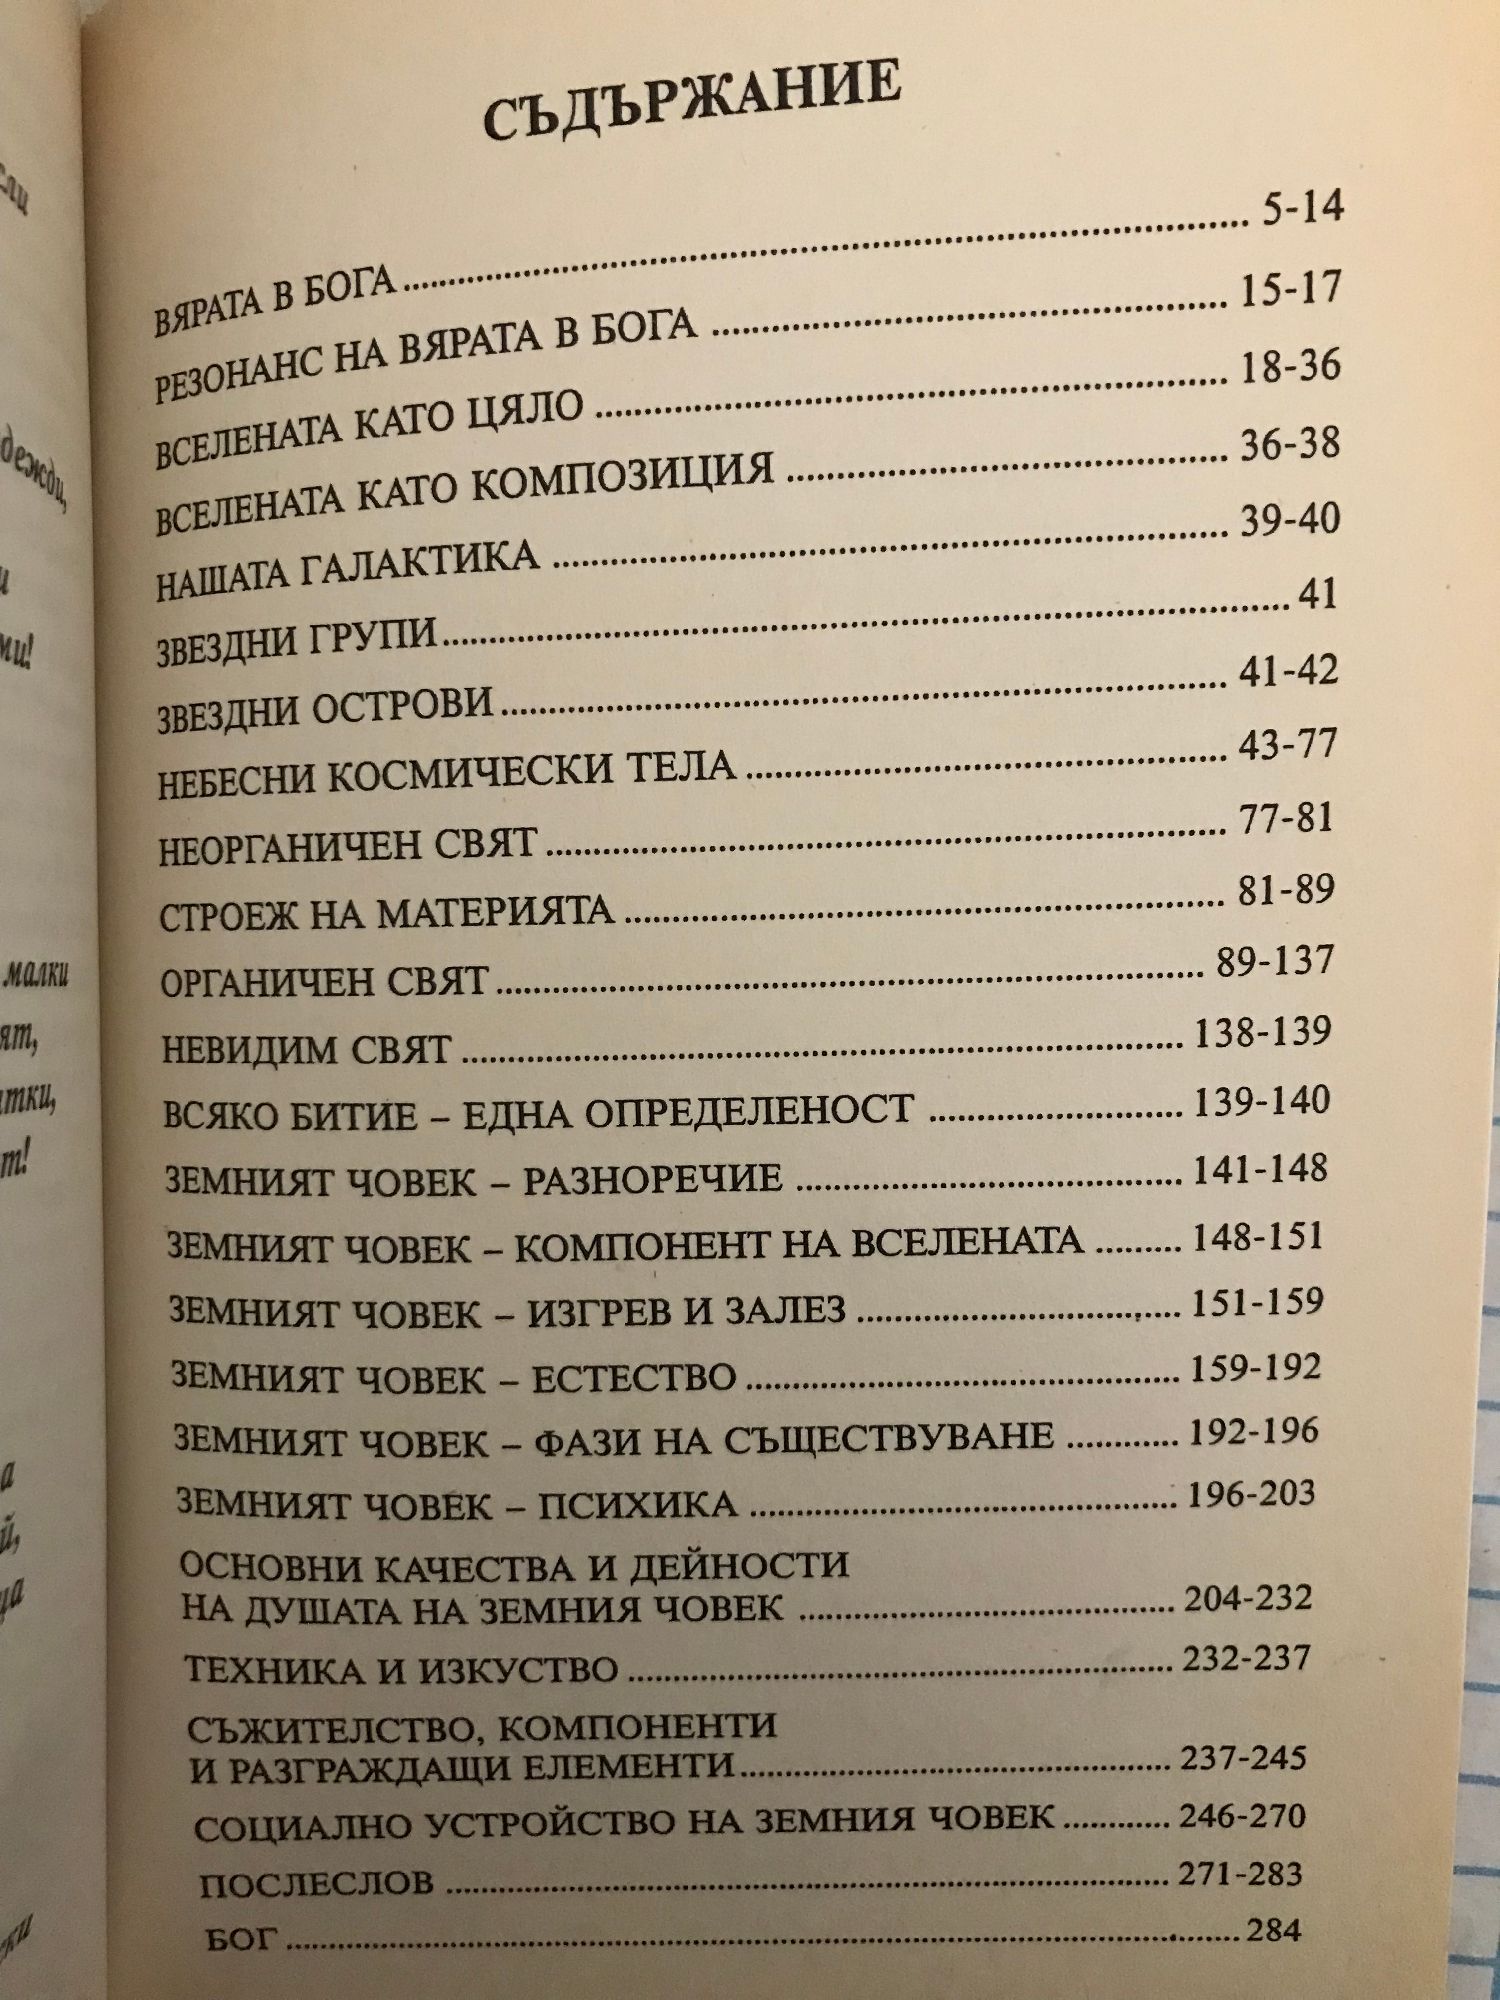 СЪДЪРЖАНИЕ
ВЯРАТА В БОГА ........ 5-14
РЕЗОНАНС НА ВЯРАТА В БОГА ........ 15-17
ВСЕЛЕНАТА КАТО ЦЯЛО ........ 18-36
ВСЕЛЕНАТА КАТО КОМПОЗИЦИЯ ........ 36-38
НАШАТА ГАЛАКТИКА ........ 39-40
ЗВЕЗДНИ ГРУПИ ........ 41
ЗВЕЗДНИ ОСТРОВИ ........ 41-42
НЕБЕСНИ КОСМИЧЕСКИ ТЕЛА ........ 43-77
НЕОРГАНИЧЕН СВЯТ ........ 77-81
СТРОЕЖ НА МАТЕРИЯТА ........ 81-89
ОРГАНИЧЕН СВЯТ ........ 89-137
НЕВИДИМ СВЯТ ........ 138-139
ВСЯКО БИТИЕ – ЕДНА ОПРЕДЕЛЕНОСТ ........ 139-140
ЗЕМНИЯТ ЧОВЕК – РАЗНОРЕЧИЕ ........ 141-148
ЗЕМНИЯТ ЧОВЕК – КОМПОНЕНТ НА ВСЕЛЕНАТА ........ 148-151
ЗЕМНИЯТ ЧОВЕК – ИЗГРЕВ И ЗАЛЕЗ ........ 151-159
ЗЕМНИЯТ ЧОВЕК – ЕСТЕСТВО ........ 159-192
ЗЕМНИЯТ ЧОВЕК – ФАЗИ НА СЪЩЕСТВУВАНЕ ........ 192-196
ЗЕМНИЯТ ЧОВЕК – ПСИХИКА ........ 196-203
ОСНОВНИ КАЧЕСТВА И ДЕЙНОСТИ
НА ДУШАТА НА ЗЕМНИЯ ЧОВЕК ........ 204-232
ТЕХНИКА И ИЗКУСТВО ........ 232-237
СЪЖИТЕЛСТВО, КОМПОНЕНТИ
И РАЗГРАЖДАЩИ ЕЛЕМЕНТИ ........ 237-245
СОЦИАЛНО УСТРОЙСТВО НА ЗЕМНИЯ ЧОВЕК ........ 246-270
ПОСЛЕСЛОВ ........ 271-283
БОГ ........ 284
малки